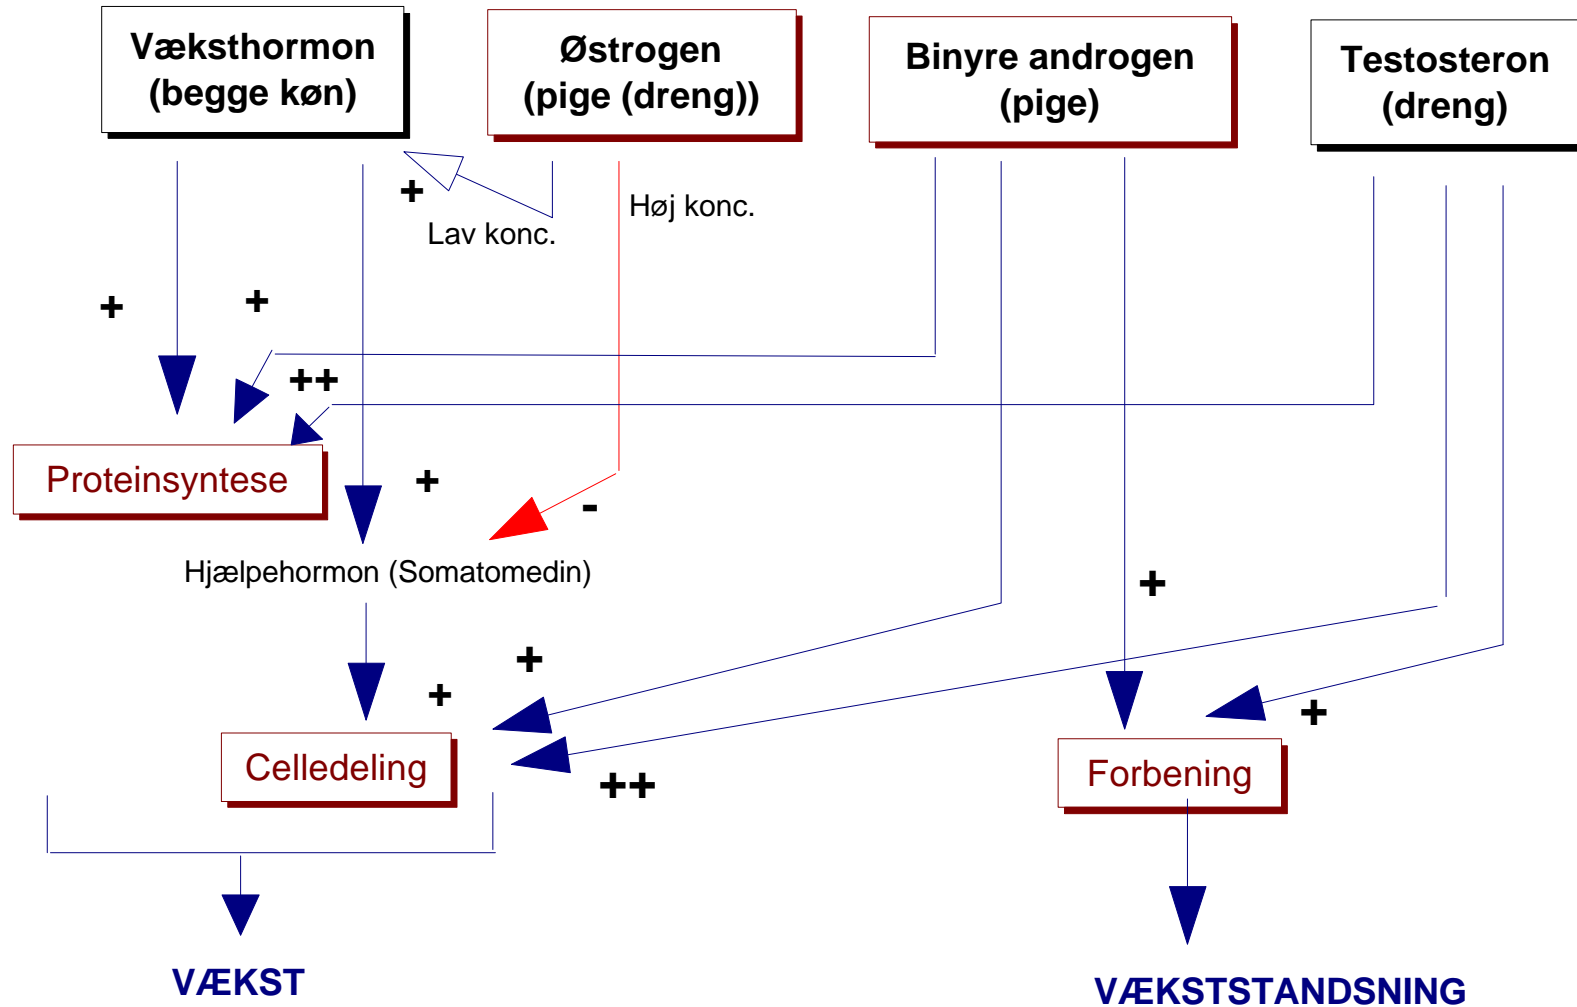 Væksthormon
(begge køn)
Østrogen
(pige (dreng))
Binyre androgen
(pige)
Testosteron
(dreng)
+
Lav konc.
Høj konc.
+
+
++
Proteinsyntese
+
-
Hjælpehormon (Somatomedin)
+
+
+
Celledeling
++
+
Forbening
VÆKST
VÆKSTSTANDSNING